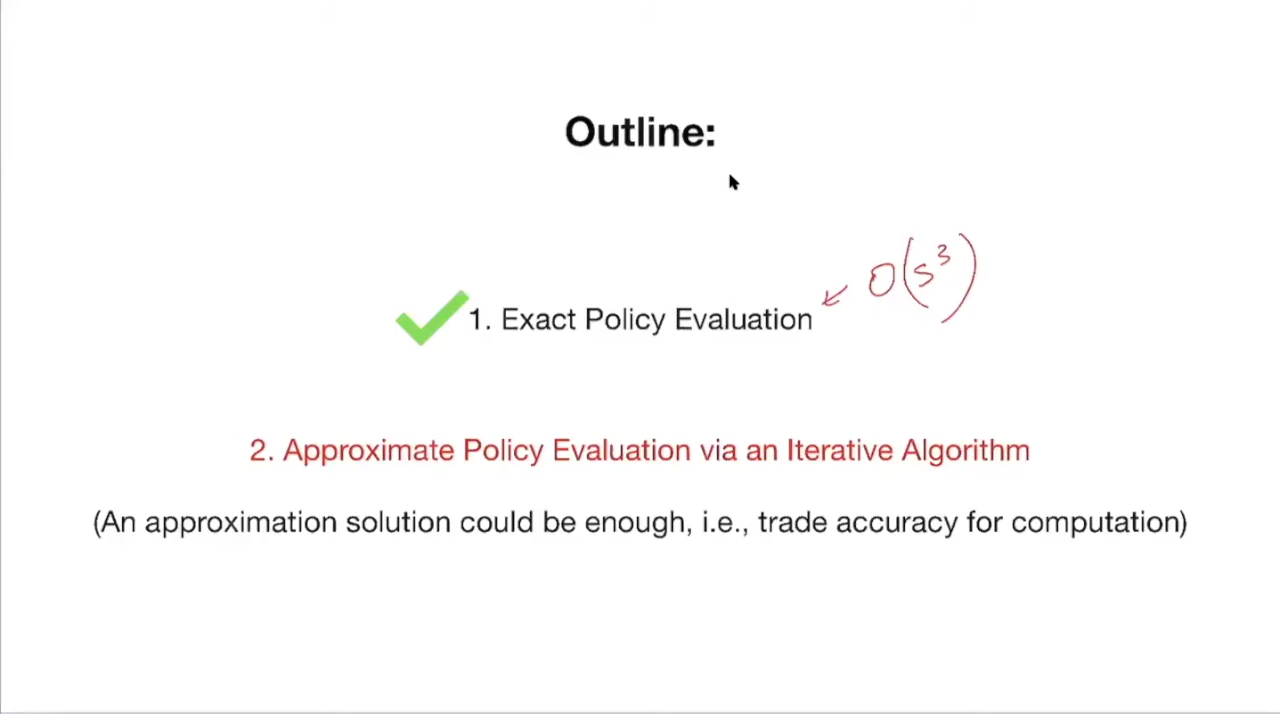 Outline:
O(s³)
1. Exact Policy Evaluation
2. Approximate Policy Evaluation via an Iterative Algorithm
(An approximation solution could be enough, i.e., trade accuracy for computation)